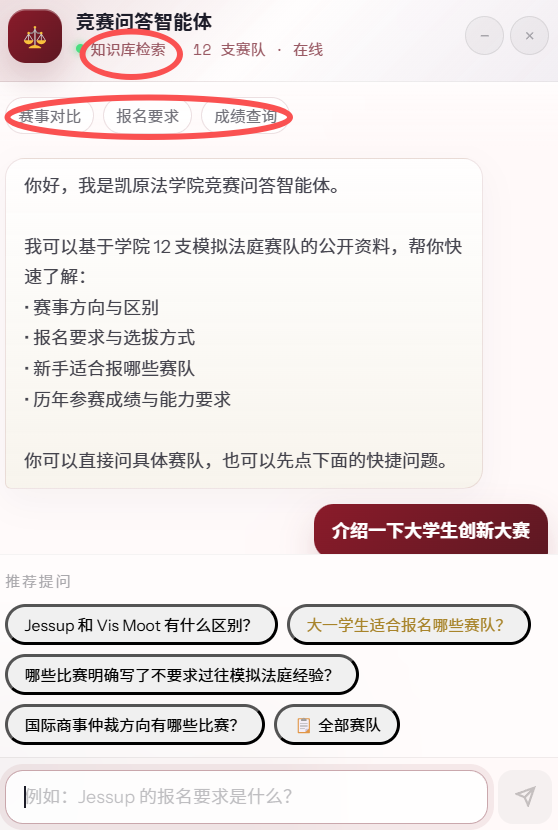 竞赛问答智能体
知识库检索 12 支赛队 · 在线
赛事对比 报名要求 成绩查询
你好，我是凯原法学院竞赛问答智能体。
我可以基于学院 12 支模拟法庭赛队的公开资料，帮你快
速了解：
· 赛事方向与区别
· 报名要求与选拔方式
· 新手适合报哪些赛队
· 历年参赛成绩与能力要求
你可以直接问具体赛队，也可以先点下面的快捷问题。
介绍一下大学生创新大赛
推荐提问
Jessup 和 Vis Moot 有什么区别？ 大一学生适合报名哪些赛队？
哪些比赛明确写了不要求过往模拟法庭经验？
国际商事仲裁方向有哪些比赛？ 全部赛队
例如：Jessup 的报名要求是什么？